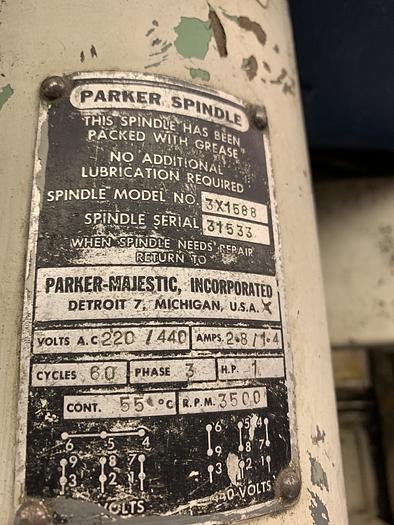 PARKER SPINDLE
THIS SPINDLE HAS BEEN
PACKED WITH GREASE
NO ADDITIONAL
LUBRICATION REQUIRED
SPINDLE MODEL NO. 3X1588
SPINDLE SERIAL 31533
WHEN SPINDLE NEEDS REPAIR
RETURN TO
PARKER-MAJESTIC, INCORPORATED
DETROIT 7, MICHIGAN, U.S.A.
VOLTS A.C 220/440 AMPS. 2.8/1.4
CYCLES 60 PHASE 3 H.P. 1
CONT. 55 °C R.P.M. 3500
6 5 4
9 8 7
3 2 1
VOLTS
6 5 4
9 8 7
3 2 1
440 VOLTS